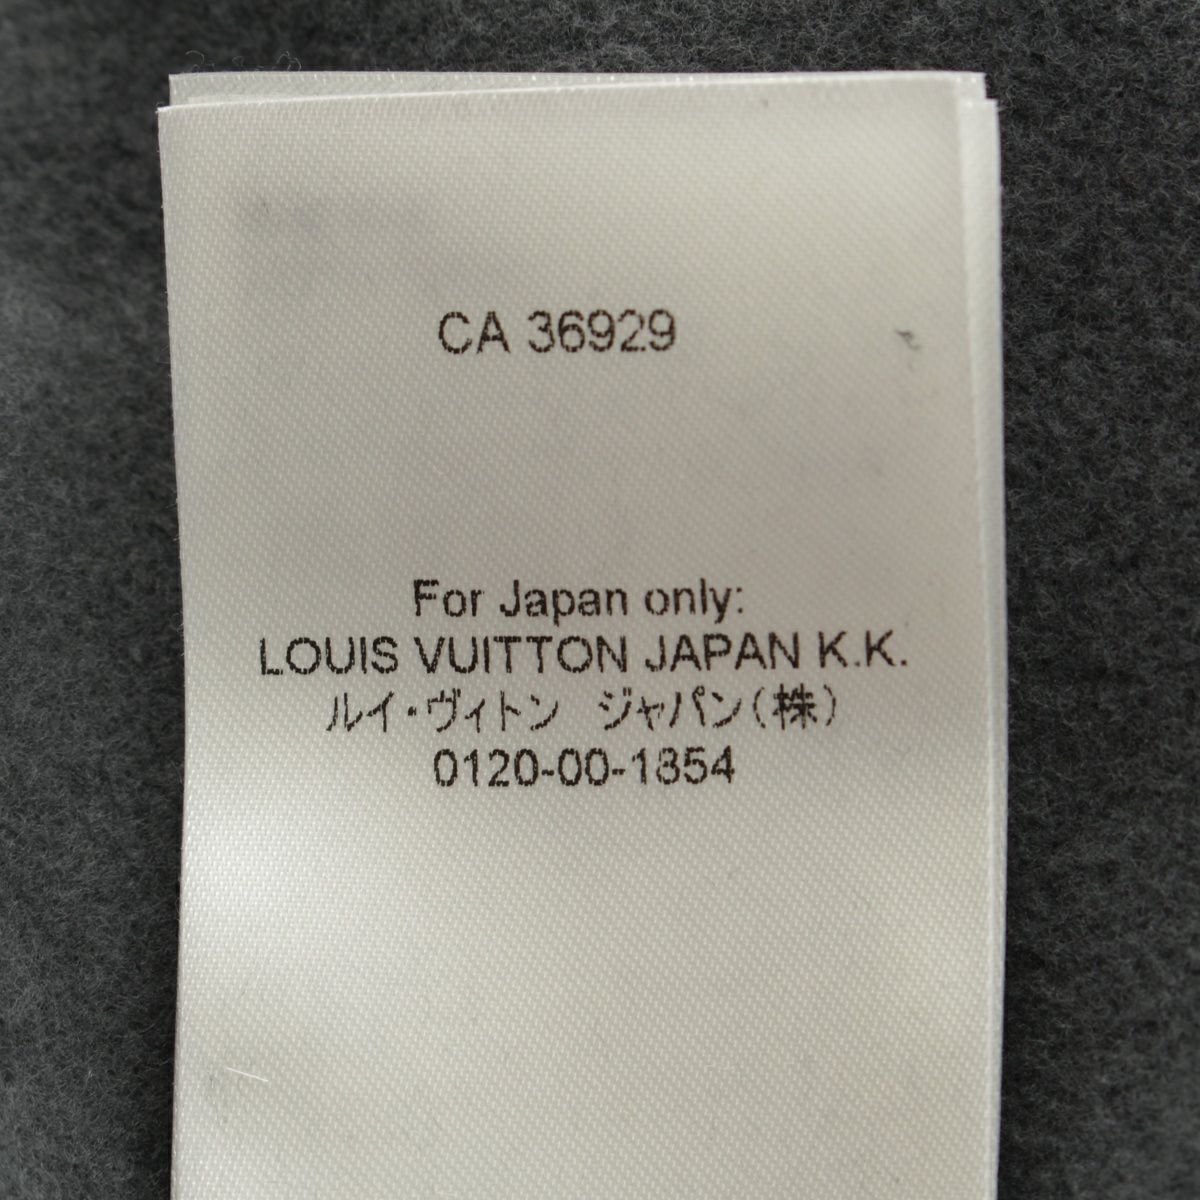 CA 36929
For Japan only:
LOUIS VUITTON JAPAN K.K.
ルイ・ヴィトン ジャパン(株)
0120-00-1854